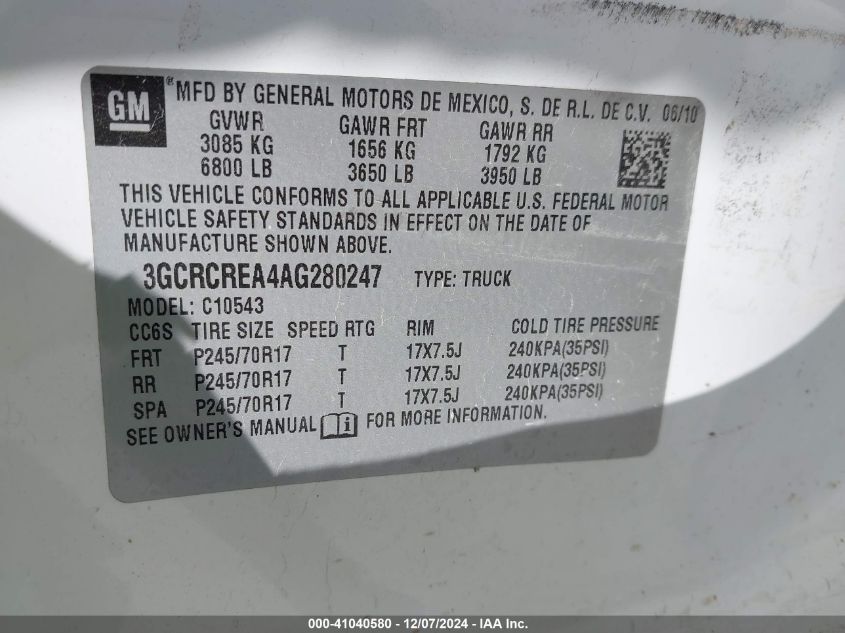 GM ® MFD BY GENERAL MOTORS DE MEXICO, S. DE R.L. DE C.V. 06/10
GVWR GAWR FRT GAWR RR
3085 KG 1656 KG 1792 KG
6800 LB 3650 LB 3950 LB
THIS VEHICLE CONFORMS TO ALL APPLICABLE U.S. FEDERAL MOTOR
VEHICLE SAFETY STANDARDS IN EFFECT ON THE DATE OF
MANUFACTURE SHOWN ABOVE.
3GCRCREA4AG280247 TYPE: TRUCK
MODEL: C10543
CC6S TIRE SIZE SPEED RTG RIM COLD TIRE PRESSURE
FRT P245/70R17 T 17X7.5J 240KPA(35PSI)
RR P245/70R17 T 17X7.5J 240KPA(35PSI)
SPA P245/70R17 T 17X7.5J 240KPA(35PSI)
SEE OWNER'S MANUAL i FOR MORE INFORMATION.
000-41040580 - 12/07/2024 - IAA Inc.